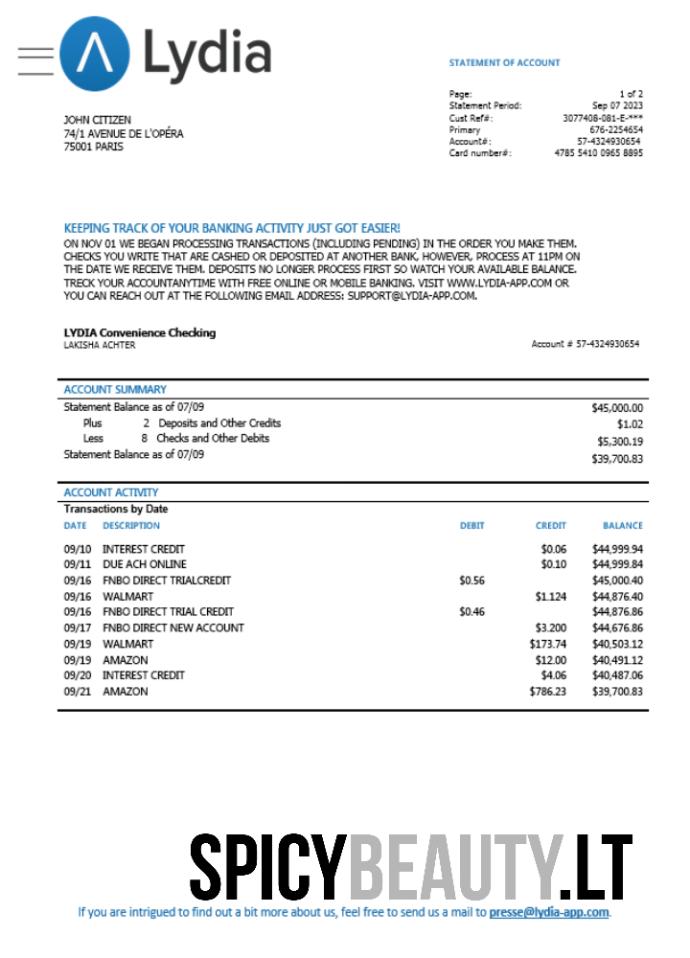 Λ Lydia
STATEMENT OF ACCOUNT
Page: 1 of 2
Statement Period: Sep 07 2023
Cust Ref#: 3077408-081-E-***
Primary 676-2254654
Account#: 57-4324930654
Card number#: 4785 5410 0965 8895
JOHN CITIZEN
74/1 AVENUE DE L'OPÉRA
75001 PARIS
KEEPING TRACK OF YOUR BANKING ACTIVITY JUST GOT EASIER!
ON NOV 01 WE BEGAN PROCESSING TRANSACTIONS (INCLUDING PENDING) IN THE ORDER YOU MAKE THEM.
CHECKS YOU WRITE THAT ARE CASHED OR DEPOSITED AT ANOTHER BANK, HOWEVER, PROCESS AT 11PM ON
THE DATE WE RECEIVE THEM. DEPOSITS NO LONGER PROCESS FIRST SO WATCH YOUR AVAILABLE BALANCE.
TRECK YOUR ACCOUNTANYTIME WITH FREE ONLINE OR MOBILE BANKING. VISIT WWW.LYDIA-APP.COM OR
YOU CAN REACH OUT AT THE FOLLOWING EMAIL ADDRESS: SUPPORT@LYDIA-APP.COM.
LYDIA Convenience Checking
LAKISHA ACHTER Account # 57-4324930654
ACCOUNT SUMMARY
Statement Balance as of 07/09 $45,000.00
Plus 2 Deposits and Other Credits $1.02
Less 8 Checks and Other Debits $5,300.19
Statement Balance as of 07/09 $39,700.83
ACCOUNT ACTIVITY
Transactions by Date
DATE DESCRIPTION DEBIT CREDIT BALANCE
09/10 INTEREST CREDIT $0.06 $44,999.94
09/11 DUE ACH ONLINE $0.10 $44,999.84
09/16 FNBO DIRECT TRIALCREDIT $0.56 $45,000.40
09/16 WALMART $1.124 $44,876.40
09/16 FNBO DIRECT TRIAL CREDIT $0.46 $44,876.86
09/17 FNBO DIRECT NEW ACCOUNT $3.200 $44,676.86
09/19 WALMART $173.74 $40,503.12
09/19 AMAZON $12.00 $40,491.12
09/20 INTEREST CREDIT $4.06 $40,487.06
09/21 AMAZON $786.23 $39,700.83
SPICYBEAUTY.LT
If you are intrigued to find out a bit more about us, feel free to send us a mail to presse@lydia-app.com.